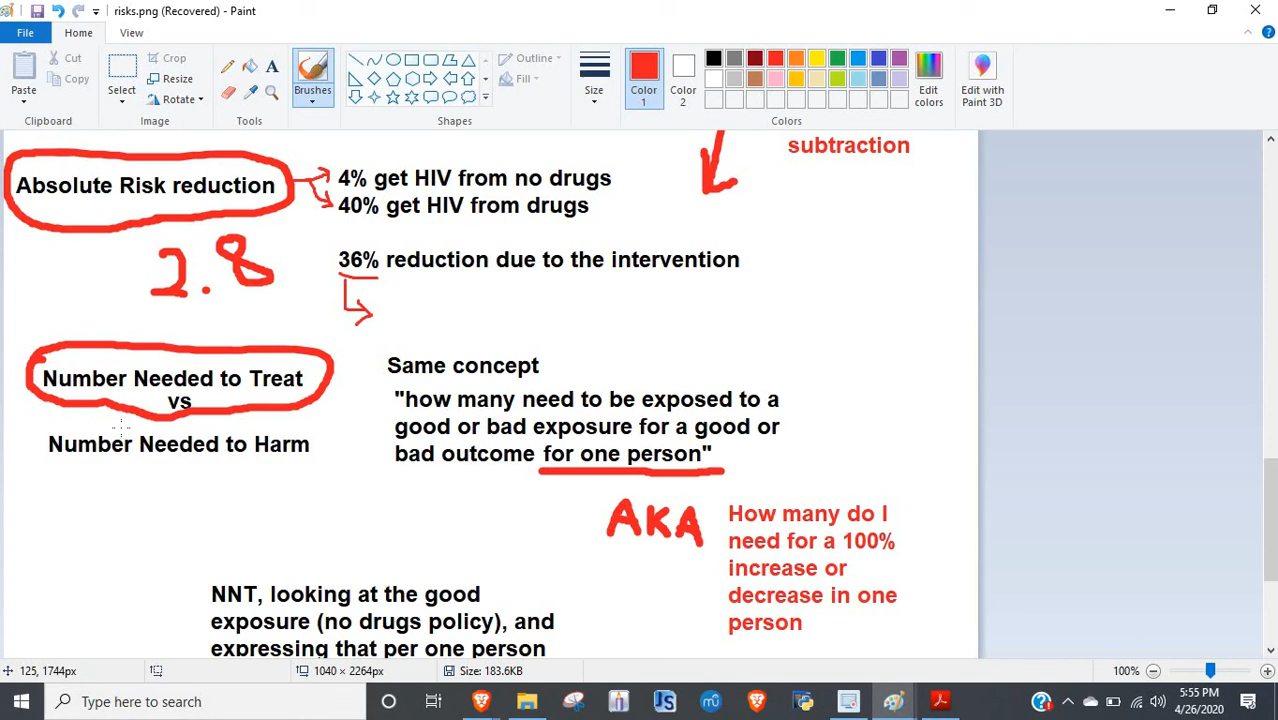 risks.png (Recovered) - Paint
File
Home
View
Paste
Cut
Copy
Clipboard
Select
Crop
Resize
Rotate
Image
A
Tools
Brushes
Outline
Fill
Shapes
Size
Color 1
Color 2
Edit colors
Edit with Paint 3D
Colors
subtraction
Absolute Risk reduction
4% get HIV from no drugs
40% get HIV from drugs
2.8
36% reduction due to the intervention
Number Needed to Treat
vs
Number Needed to Harm
Same concept
"how many need to be exposed to a
good or bad exposure for a good or
bad outcome for one person"
AKA
How many do I
need for a 100%
increase or
decrease in one
person
NNT, looking at the good
exposure (no drugs policy), and
expressing that per one person
125, 1744px
1040 × 2264px
Size: 183.6KB
100%
Type here to search
JS
5:55 PM
4/26/2020